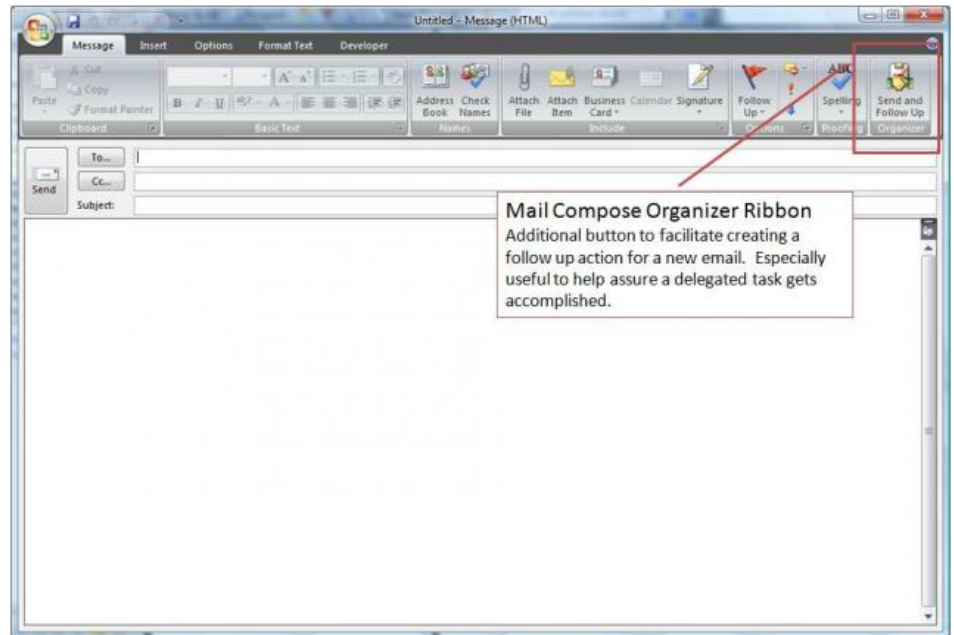 Untitled - Message (HTML)
Message Insert Options Format Text Developer
Paste
Cut
Copy
Format Painter
Clipboard
B I U
Basic Text
Address Book
Check Names
Names
Attach File
Attach Item
Business Card
Calendar
Signature
Include
Follow Up
Options
ABC
Spelling
Proofing
Send and Follow Up
Organizer
Send
To...
Cc...
Subject:
Mail Compose Organizer Ribbon
Additional button to facilitate creating a
follow up action for a new email. Especially
useful to help assure a delegated task gets
accomplished.